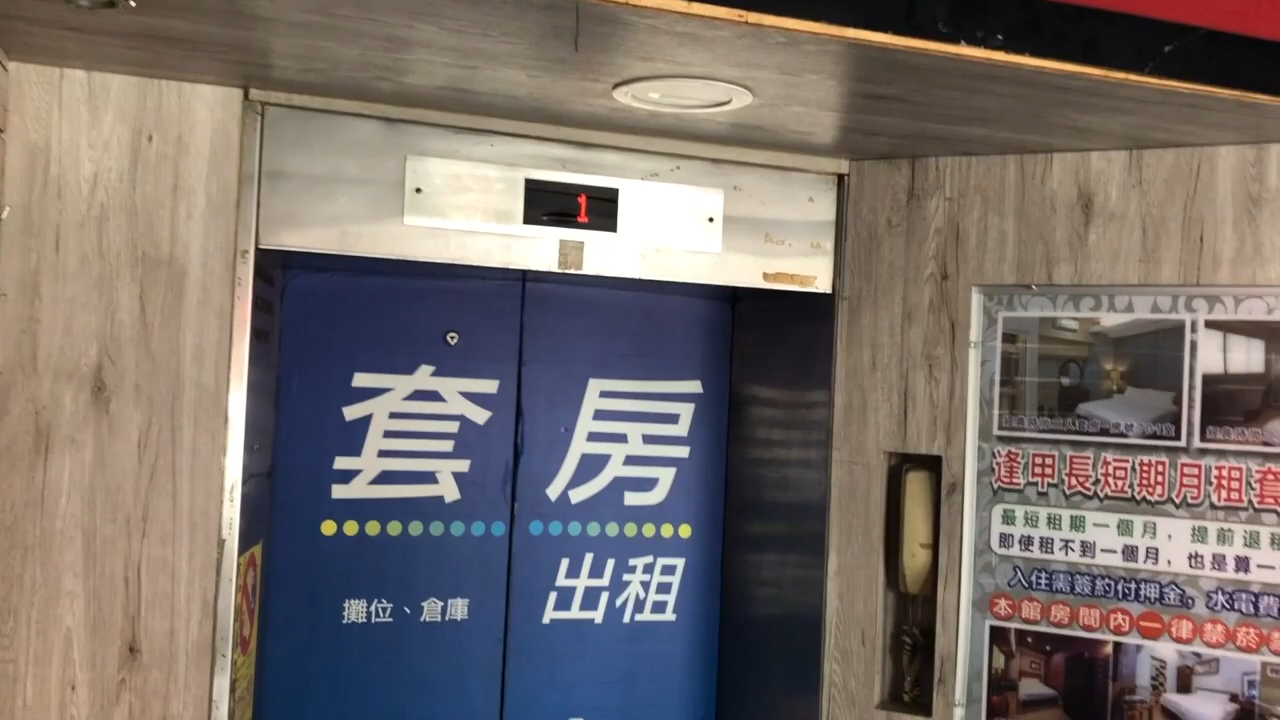 1
套房
出租
攤位、倉庫
逢甲長短期月租套
最短租期一個月，提前退租
即使租不到一個月，也是算一
入住需簽約付押金，水電費
本館房間內一律禁菸